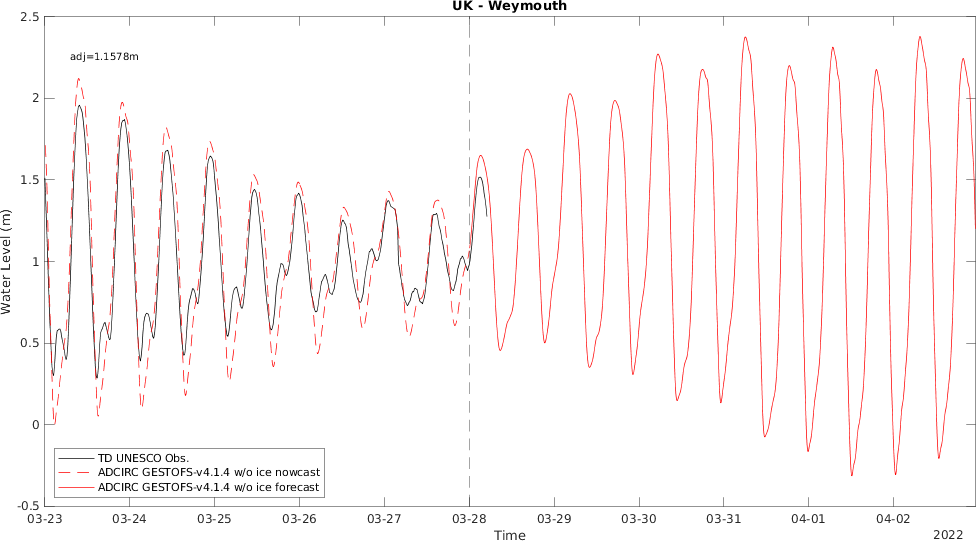 UK - Weymouth
adj=1.1578m
2.5
2
1.5
1
0.5
0
-0.5
Water Level (m)
TD UNESCO Obs.
ADCIRC GESTOFS-v4.1.4 w/o ice nowcast
ADCIRC GESTOFS-v4.1.4 w/o ice forecast
03-23 03-24 03-25 03-26 03-27 03-28 03-29 03-30 03-31 04-01 04-02
Time
2022